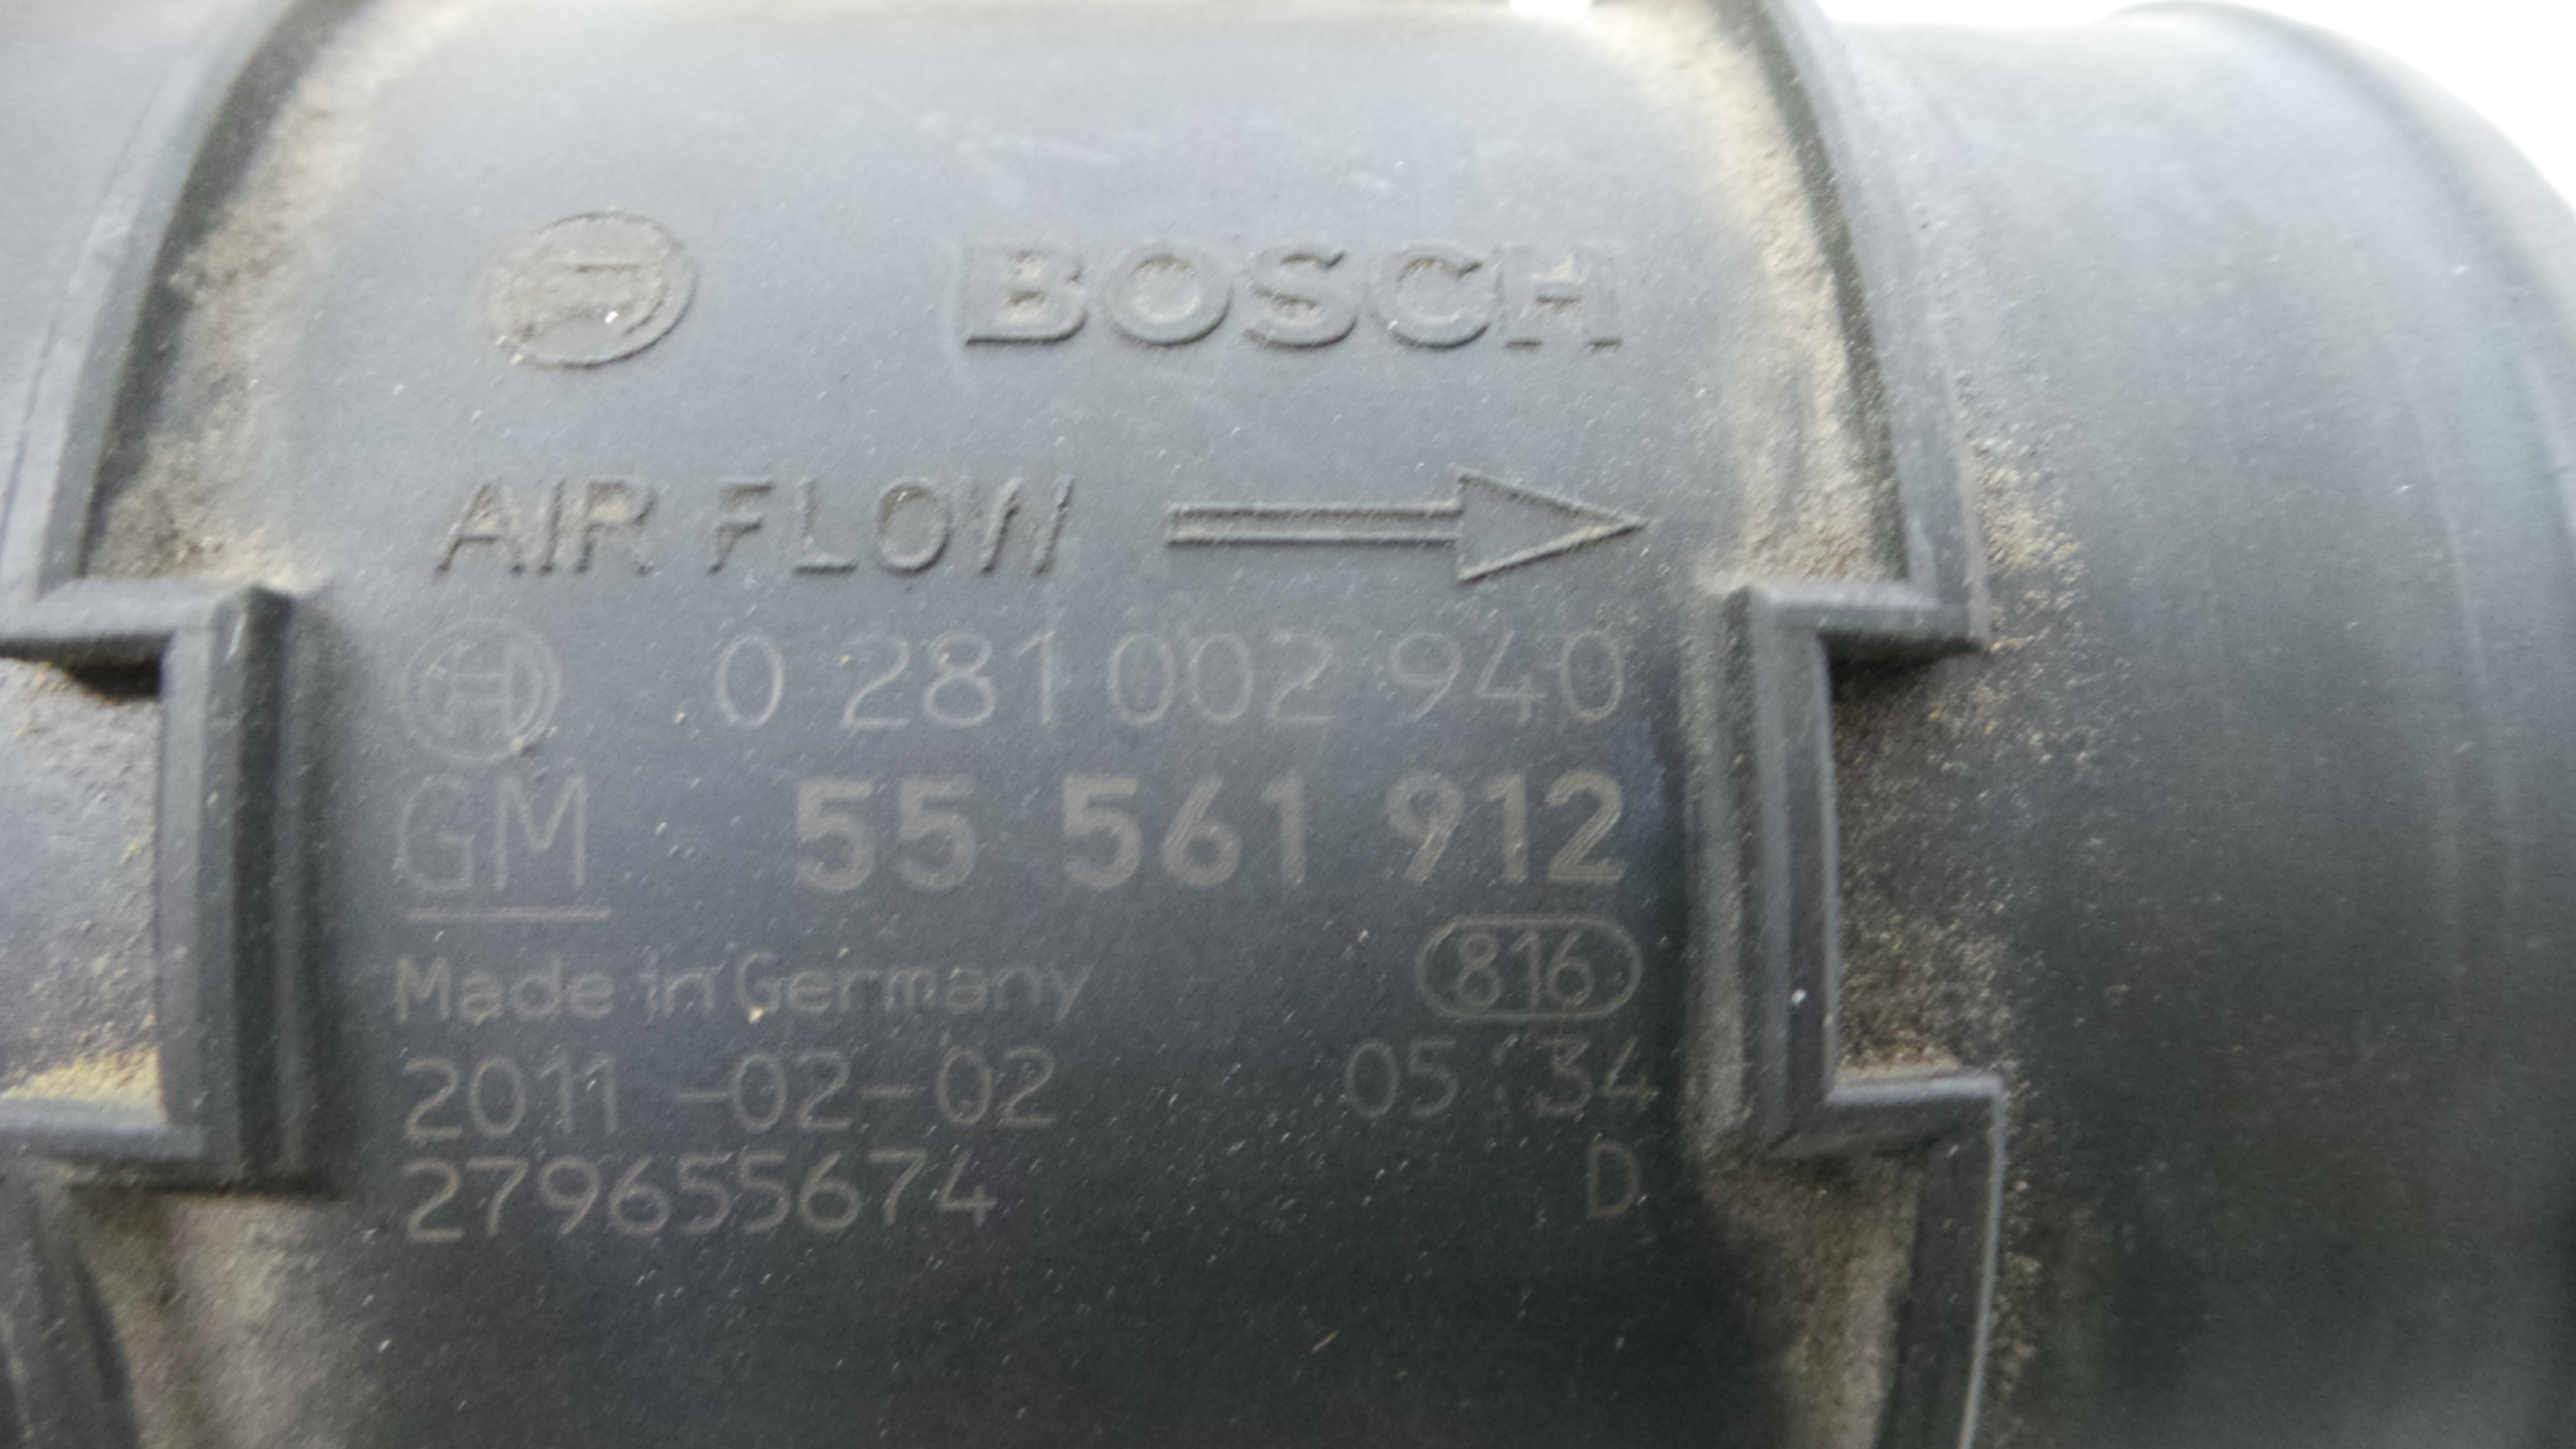 BOSCH
AIR FLOW
0 281 002 940
GM 55 561 912
Made in Germany 816
2011-02-02 05:34
279655674 D